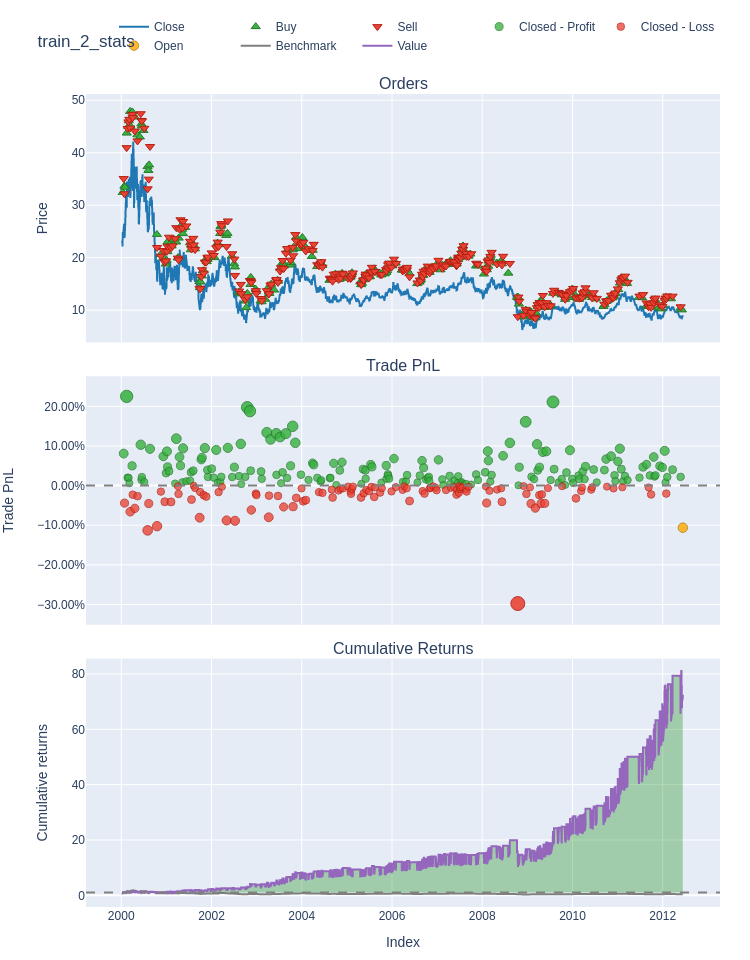 train_2_stats
Close
Buy
Sell
Closed - Profit
Closed - Loss
Open
Benchmark
Value
Orders
50
40
30
20
10
Price
Trade PnL
20.00%
10.00%
0.00%
−10.00%
−20.00%
−30.00%
Trade PnL
Cumulative Returns
80
60
40
20
0
Cumulative returns
2000
2002
2004
2006
2008
2010
2012
Index